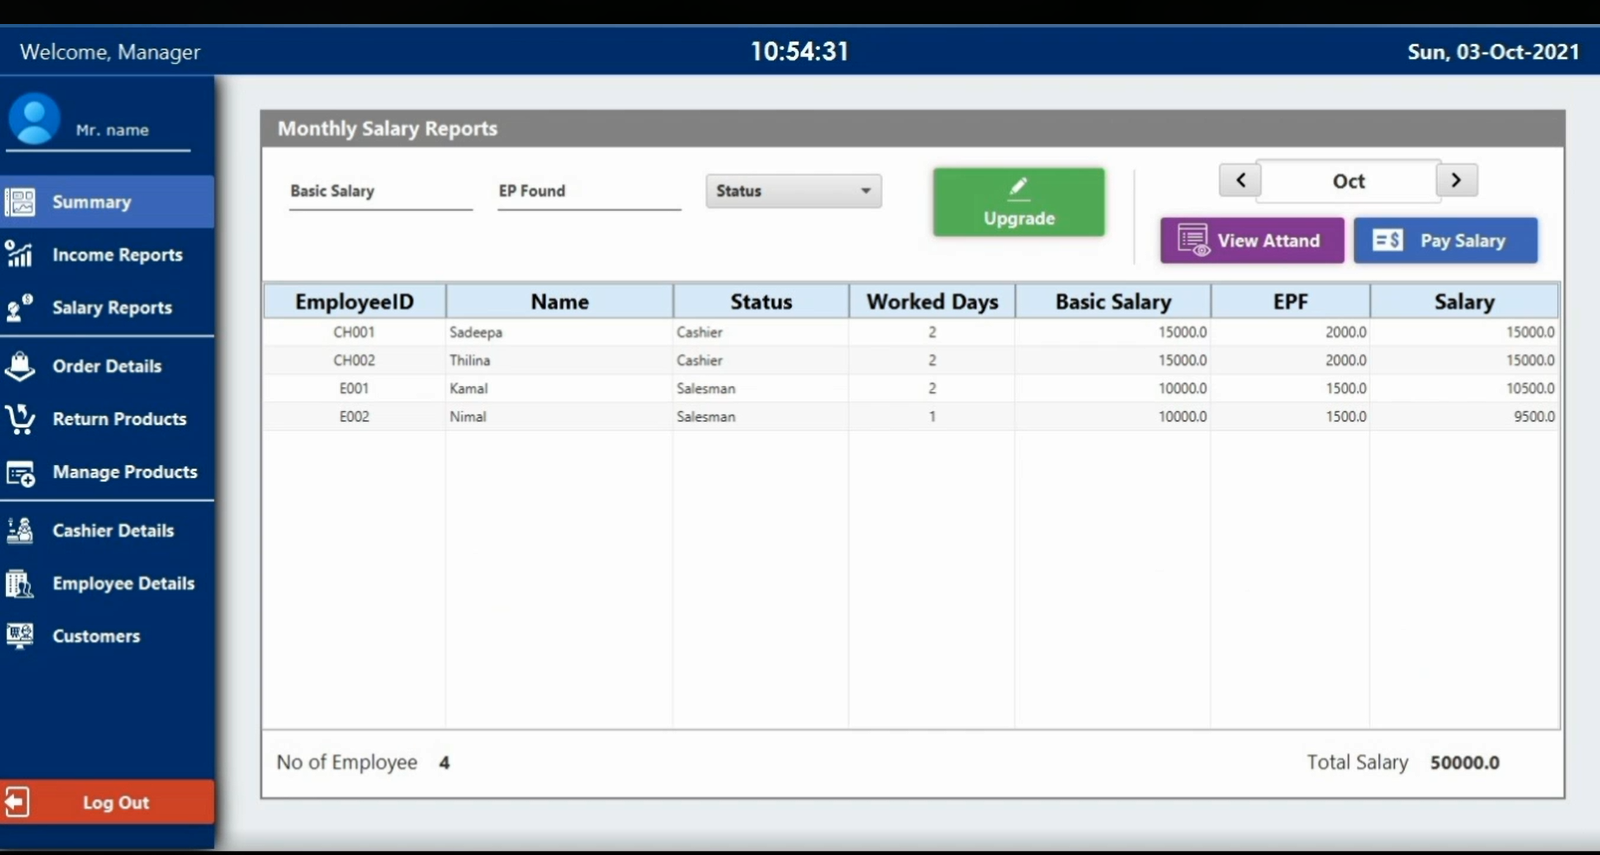 Welcome, Manager
10:54:31
Sun, 03-Oct-2021
Mr. name
Summary
Income Reports
Salary Reports
Order Details
Return Products
Manage Products
Cashier Details
Employee Details
Customers
Log Out
Monthly Salary Reports
Basic Salary EP Found Status
Upgrade
< Oct >
View Attand Pay Salary
EmployeeID Name Status Worked Days Basic Salary EPF Salary
CH001 Sadeepa Cashier 2 15000.0 2000.0 15000.0
CH002 Thilina Cashier 2 15000.0 2000.0 15000.0
E001 Kamal Salesman 2 10000.0 1500.0 10500.0
E002 Nimal Salesman 1 10000.0 1500.0 9500.0
No of Employee 4
Total Salary 50000.0